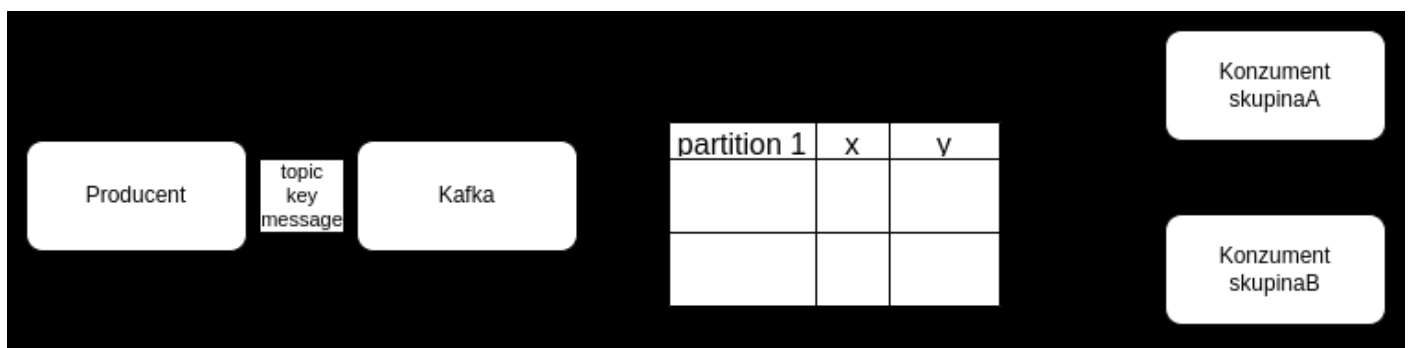 Producent
topic
key
message
Kafka
partition 1 x y
Konzument
skupinaA
Konzument
skupinaB